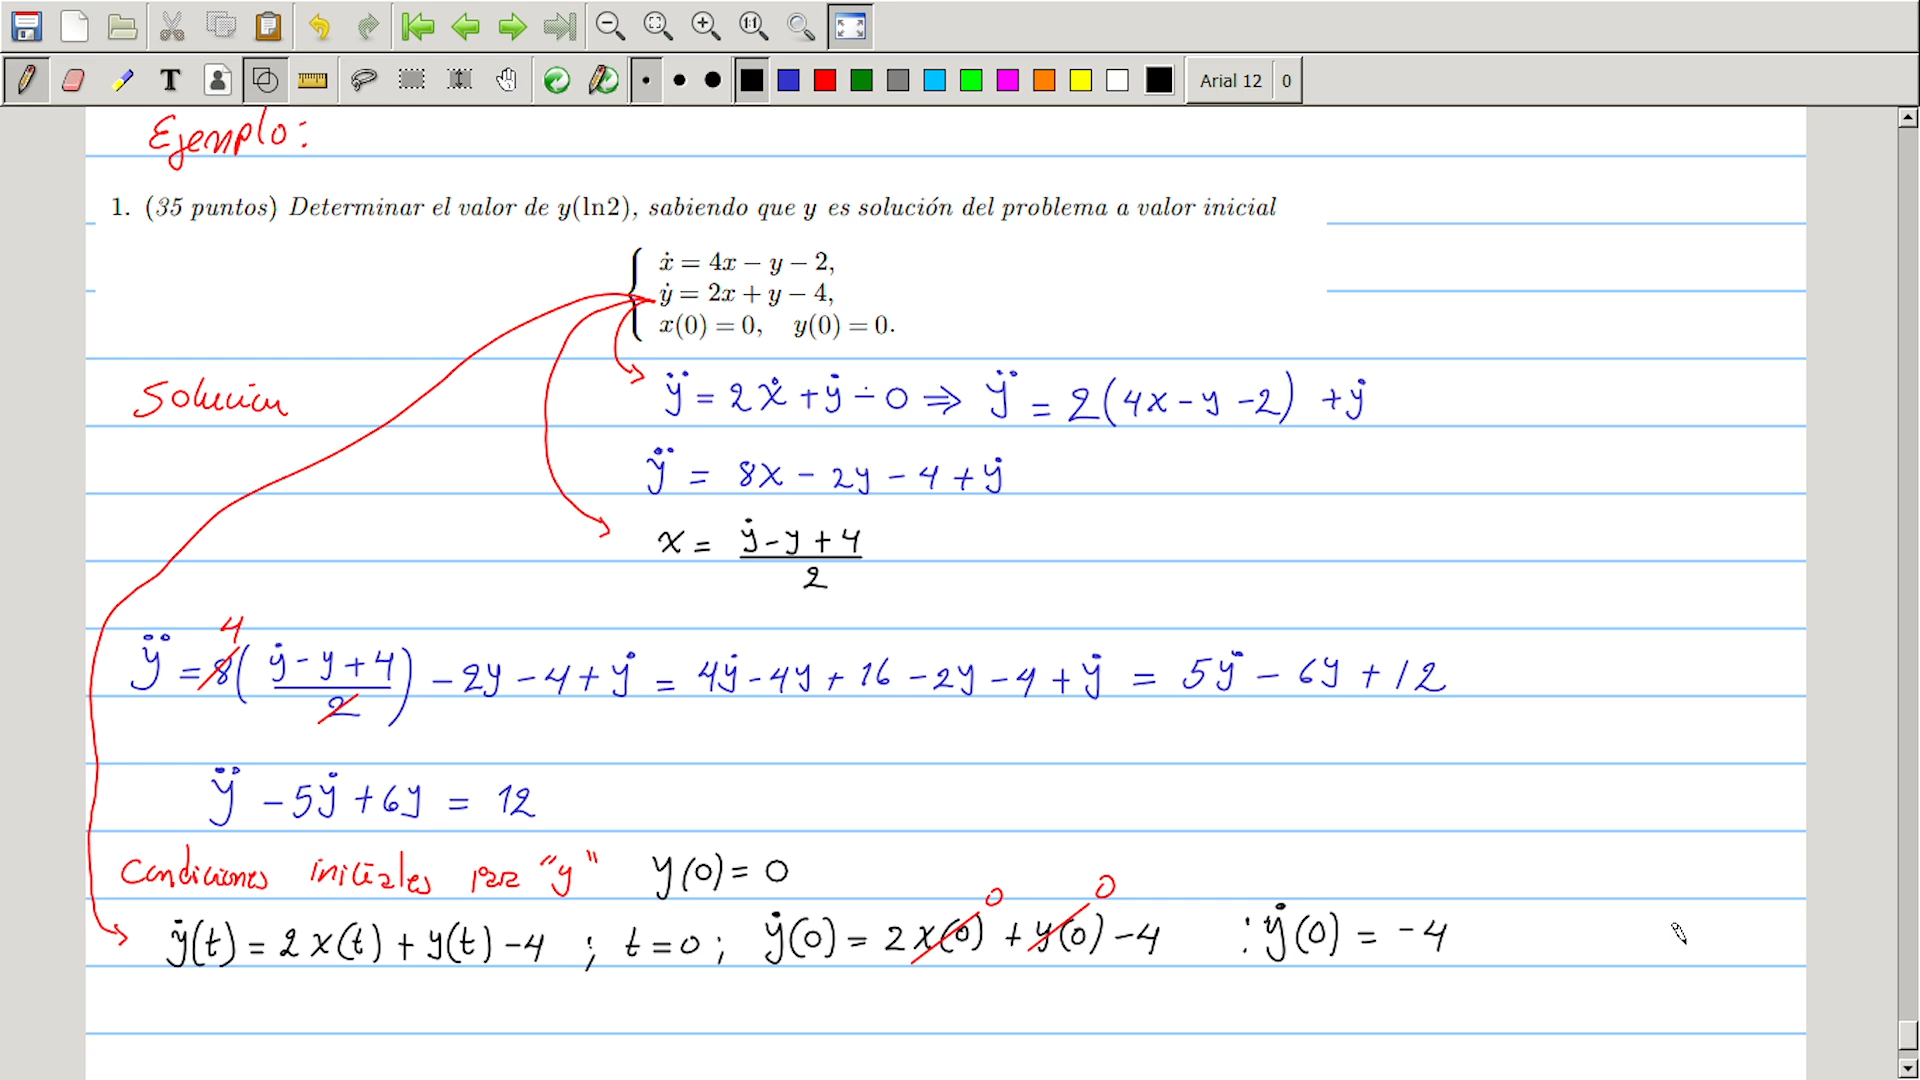 T
1:1
Arial 12 0
Ejemplo:
1. (35 puntos) Determinar el valor de y(ln2), sabiendo que y es solución del problema a valor inicial
ẋ = 4x − y − 2,
ẏ = 2x + y − 4,
x(0) = 0, y(0) = 0.
Solución
ÿ = 2ẋ + ẏ − 0 ⇒ ÿ = 2(4x − y − 2) + ẏ
ÿ = 8x − 2y − 4 + ẏ
x = (ẏ − y + 4)/2
4
ÿ = 8((ẏ − y + 4)/2) − 2y − 4 + ẏ = 4ẏ − 4y + 16 − 2y − 4 + ẏ = 5ẏ − 6y + 12
ÿ − 5ẏ + 6y = 12
Condiciones iniciales para "y" y(0) = 0
0 0
ẏ(t) = 2x(t) + y(t) − 4 ; t = 0 ; ẏ(0) = 2x(0) + y(0) − 4 : ẏ(0) = −4